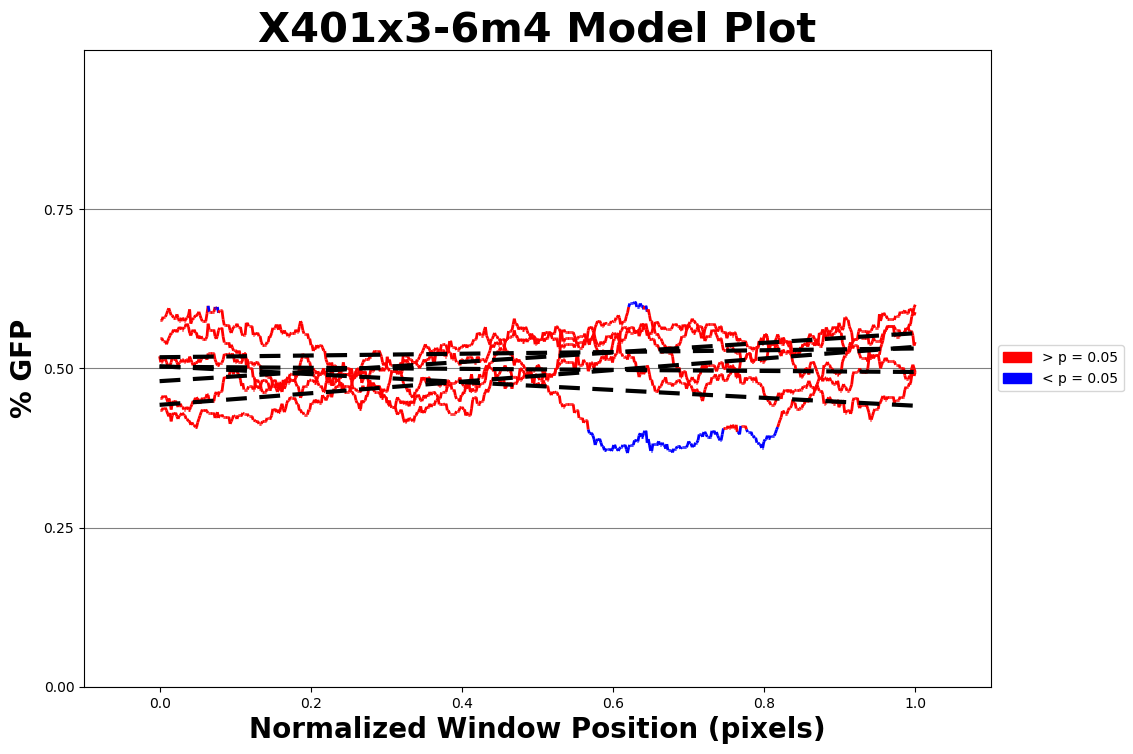 X401x3-6m4 Model Plot
% GFP
0.75
0.50
0.25
0.00
0.0 0.2 0.4 0.6 0.8 1.0
Normalized Window Position (pixels)
> p = 0.05
< p = 0.05